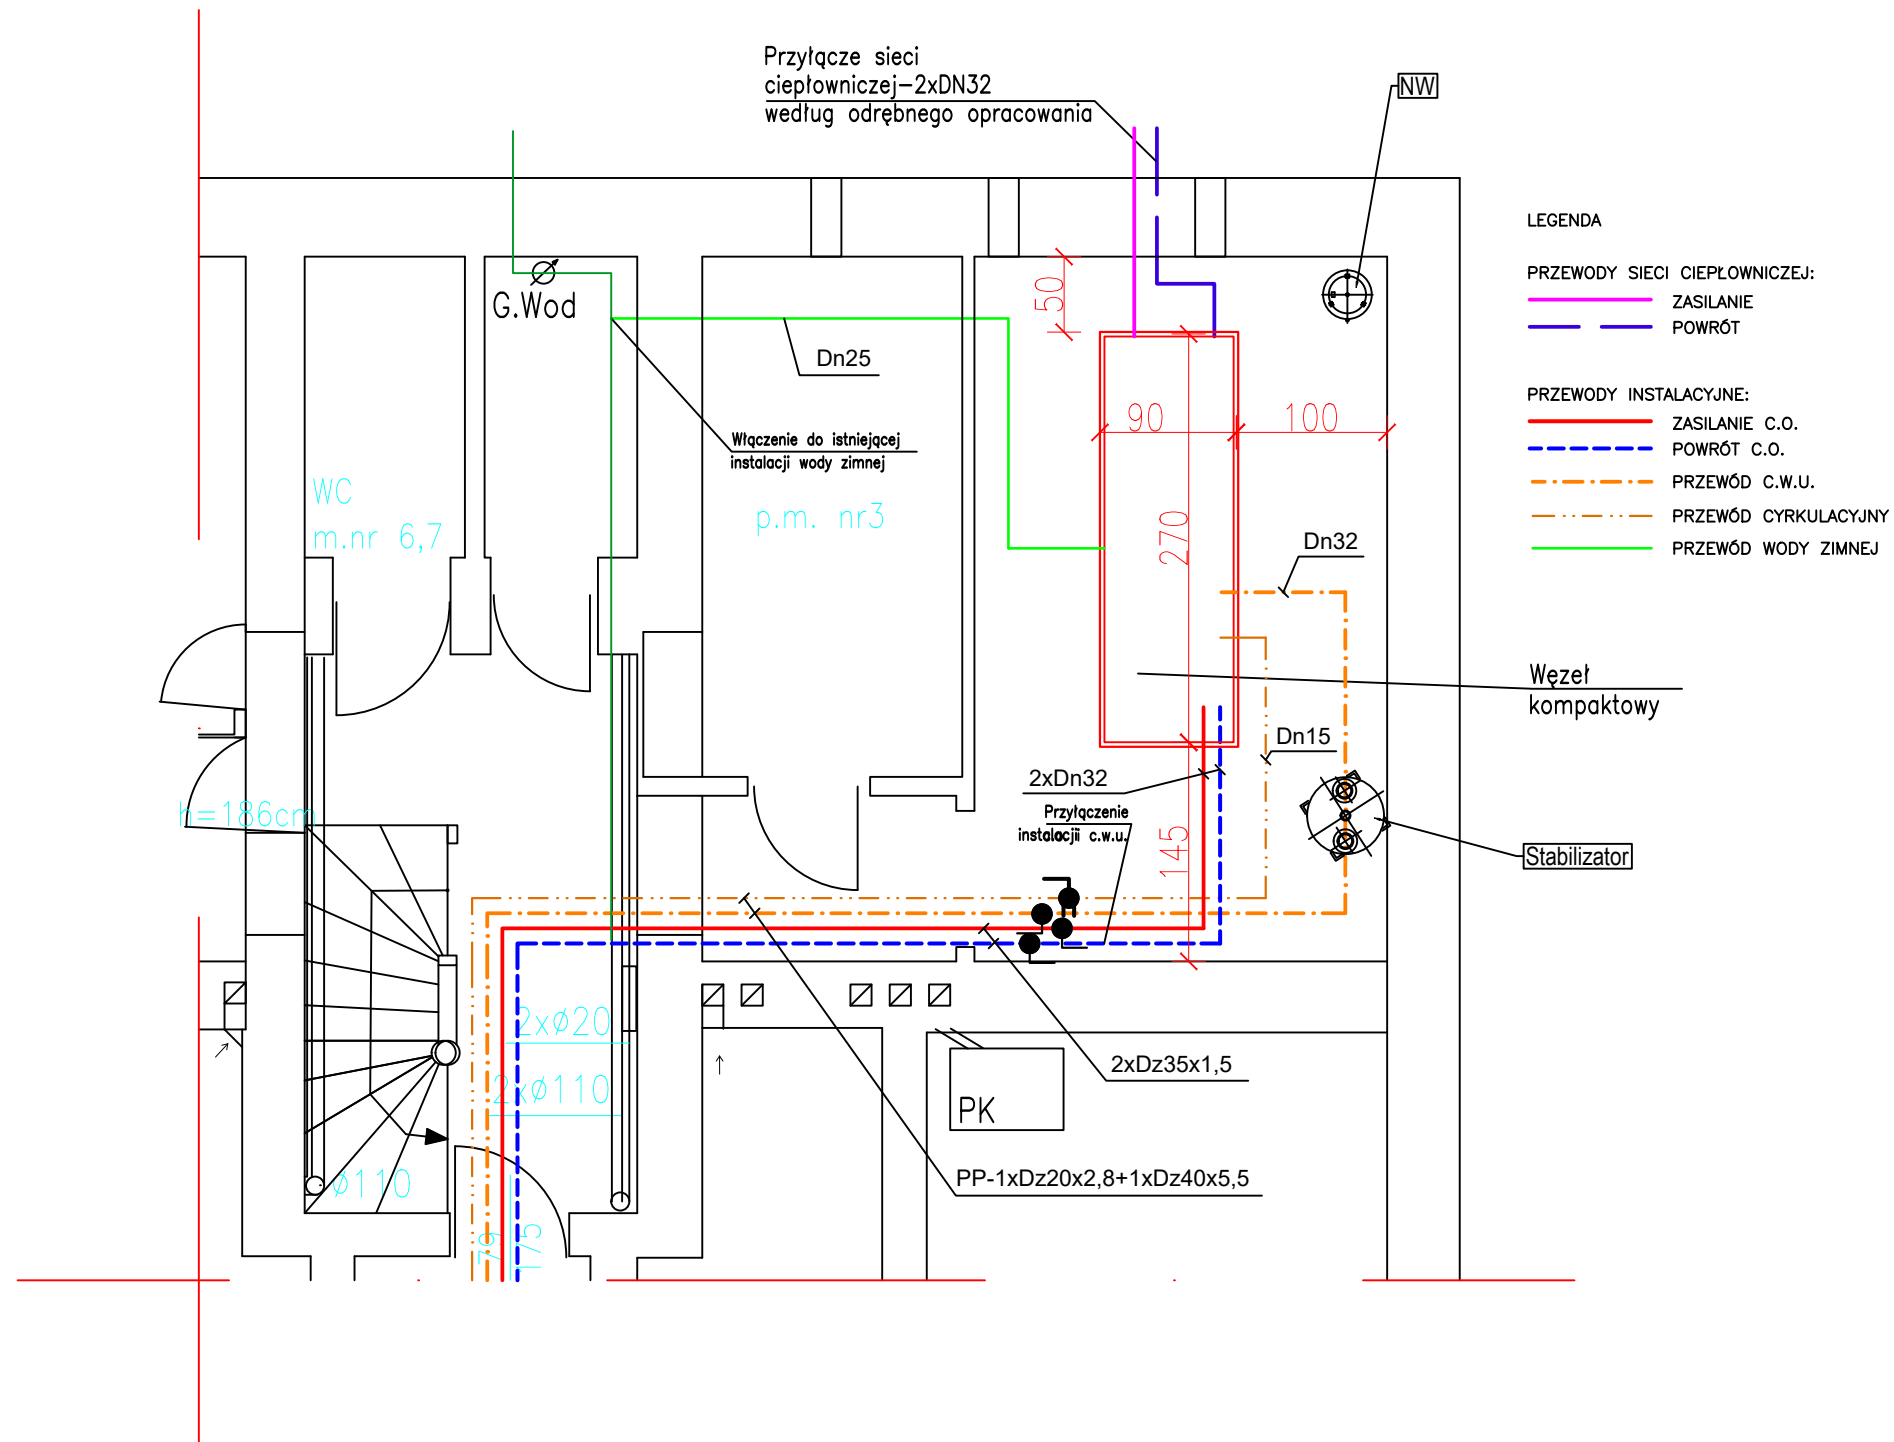 Przyłącze sieci
ciepłowniczej-2xDN32
według odrębnego opracowania
NW
LEGENDA
PRZEWODY SIECI CIEPŁOWNICZEJ:
ZASILANIE
POWRÓT
PRZEWODY INSTALACYJNE:
ZASILANIE C.O.
POWRÓT C.O.
PRZEWÓD C.W.U.
PRZEWÓD CYRKULACYJNY
PRZEWÓD WODY ZIMNEJ
G.Wod
50
Dn25
90
100
Włączenie do istniejącej
instalacji wody zimnej
WC
m.nr 6,7
p.m. nr3
270
Dn32
Węzeł
kompaktowy
Dn15
2xDn32
Przyłączenie
instalacji c.w.u.
h=186cm
145
Stabilizator
2xø20
2xø110
2xDz35x1,5
PK
PP-1xDz20x2,8+1xDz40x5,5
ø110
79
175